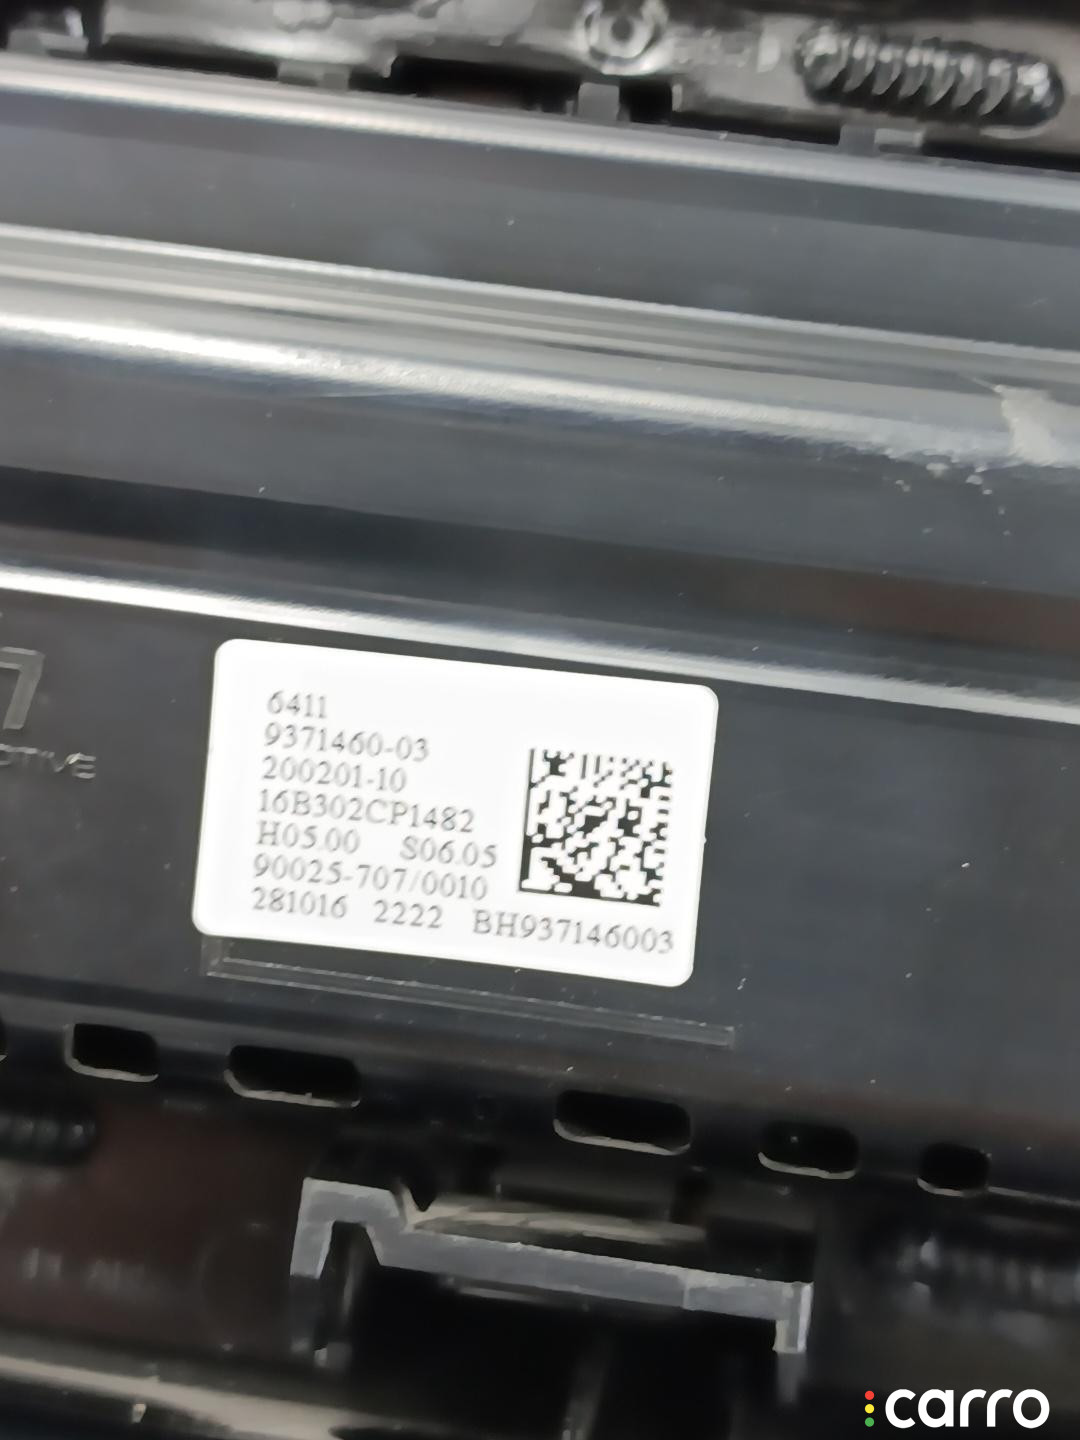 6411
9371460-03
200201-10
16B302CP1482
H05.00 S06.05
90025-707/0010
281016 2222 BH937146003
carro